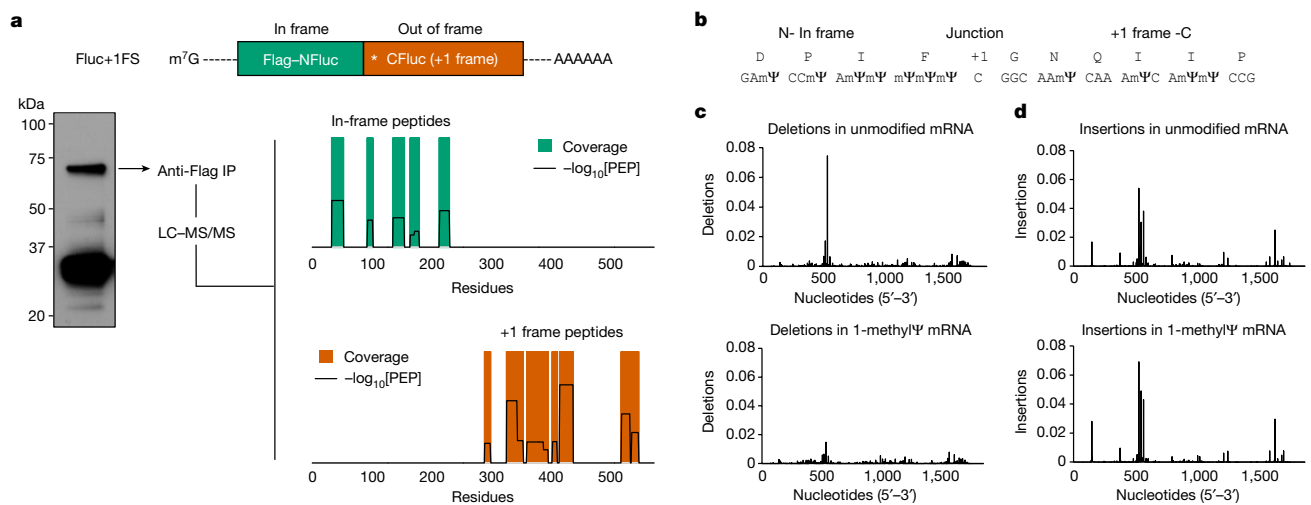 a
In frame
Out of frame
Fluc+1FS
m⁷G
Flag–NFluc
* CFluc (+1 frame)
AAAAAA
kDa
100
75
50
37
20
Anti-Flag IP
LC–MS/MS
In-frame peptides
Coverage
–log₁₀[PEP]
0 100 200 300 400 500
Residues
+1 frame peptides
Coverage
–log₁₀[PEP]
0 100 200 300 400 500
Residues
b
N- In frame Junction +1 frame -C
D P I F +1 G N Q I I P
GAmΨ CCmΨ AmΨmΨ mΨmΨmΨ C GGC AAmΨ CAA AmΨC AmΨmΨ CCG
c
Deletions in unmodified mRNA
Deletions
0.08
0.06
0.04
0.02
0
0 500 1,000 1,500
Nucleotides (5′–3′)
Deletions in 1-methylΨ mRNA
Deletions
0.08
0.06
0.04
0.02
0
0 500 1,000 1,500
Nucleotides (5′–3′)
d
Insertions in unmodified mRNA
Insertions
0.08
0.06
0.04
0.02
0
0 500 1,000 1,500
Nucleotides (5′–3′)
Insertions in 1-methylΨ mRNA
Insertions
0.08
0.06
0.04
0.02
0
0 500 1,000 1,500
Nucleotides (5′–3′)